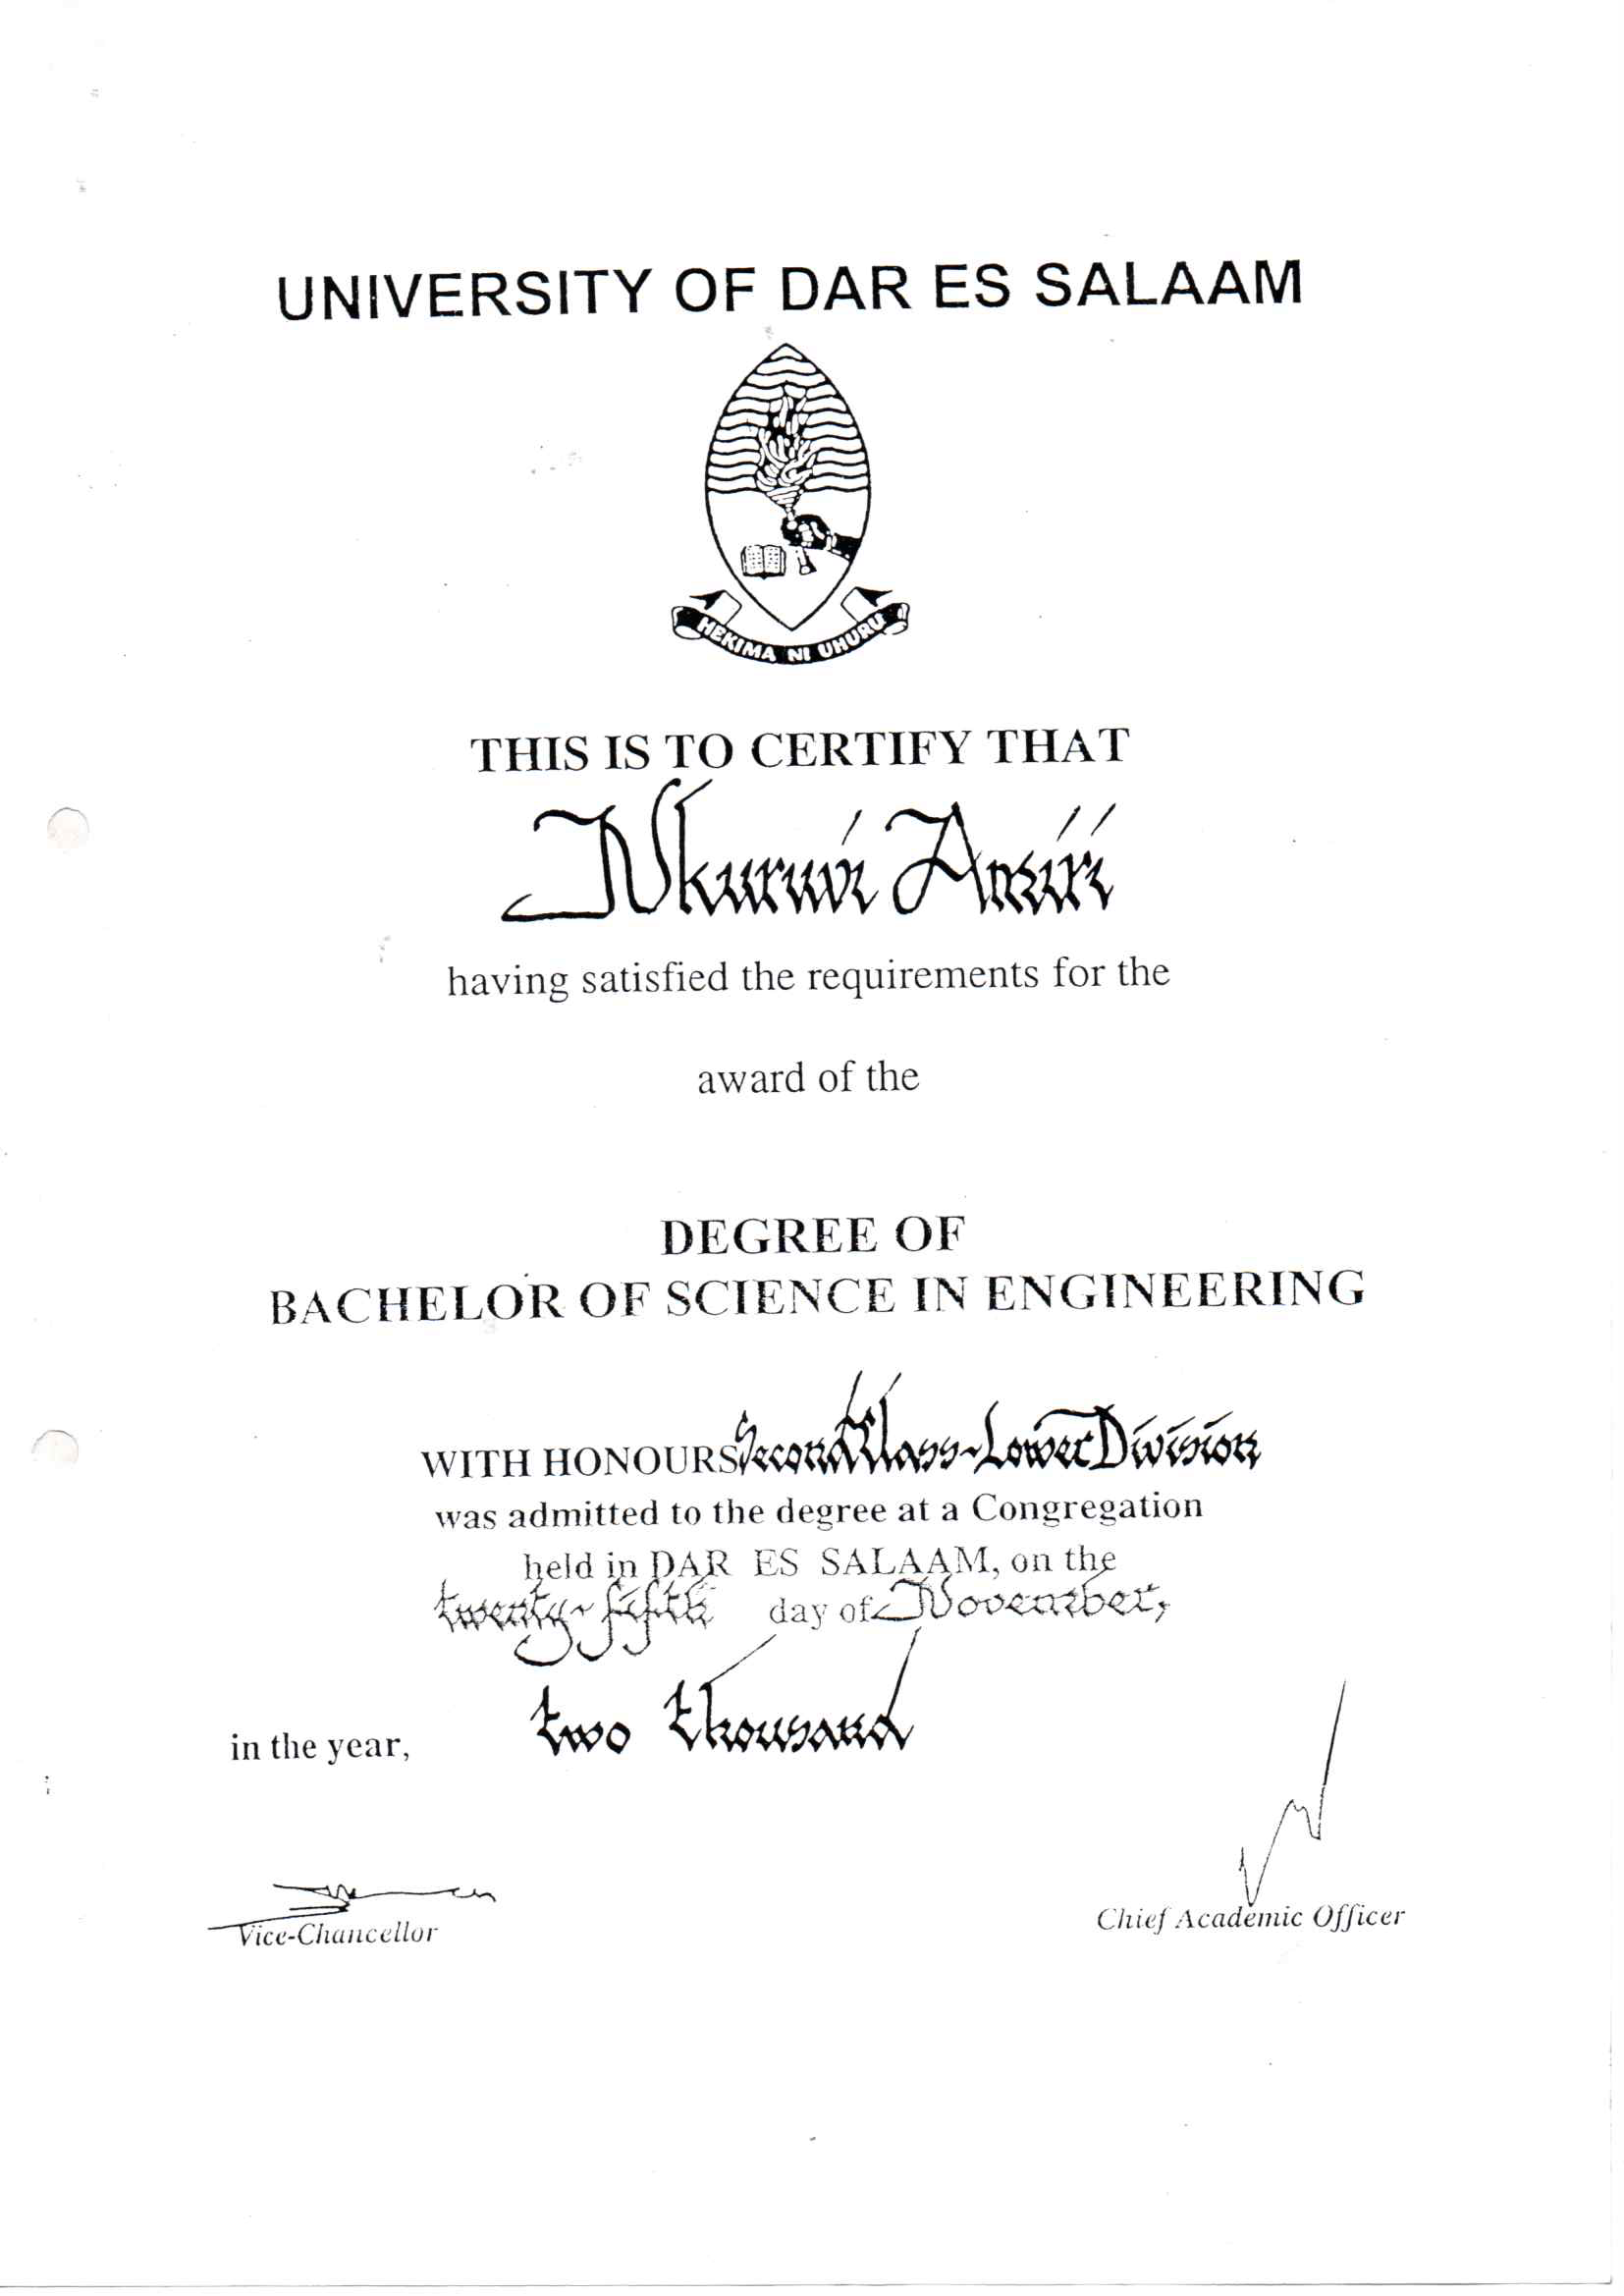 UNIVERSITY OF DAR ES SALAAM
HEKIMA NI UHURU
THIS IS TO CERTIFY THAT
Amiri
having satisfied the requirements for the
award of the
DEGREE OF
BACHELOR OF SCIENCE IN ENGINEERING
WITH HONOURS Second Class-Lower Division
was admitted to the degree at a Congregation
held in DAR ES SALAAM, on the
twenty-fifth day of November,
in the year, two thousand
Vice-Chancellor
Chief Academic Officer